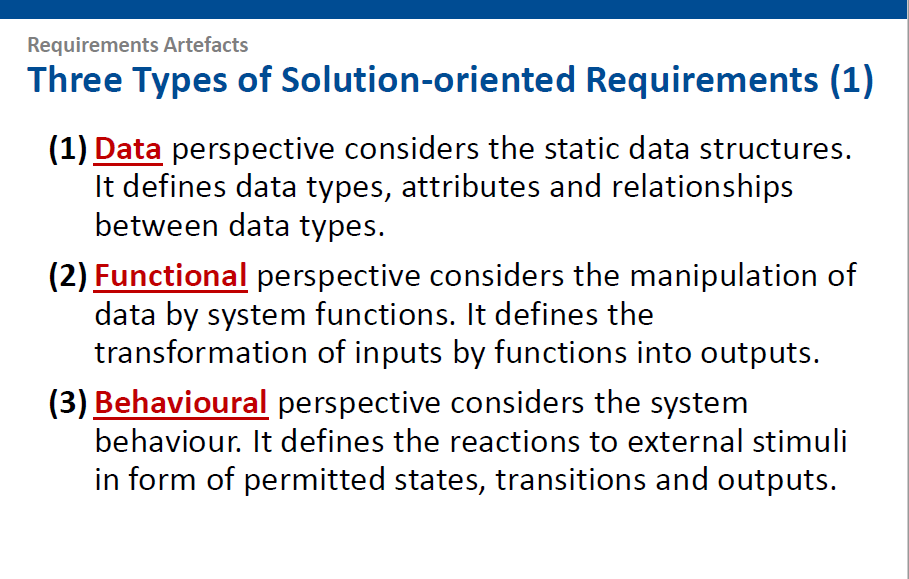 Requirements Artefacts
Three Types of Solution-oriented Requirements (1)
(1) Data perspective considers the static data structures.
It defines data types, attributes and relationships
between data types.
(2) Functional perspective considers the manipulation of
data by system functions. It defines the
transformation of inputs by functions into outputs.
(3) Behavioural perspective considers the system
behaviour. It defines the reactions to external stimuli
in form of permitted states, transitions and outputs.